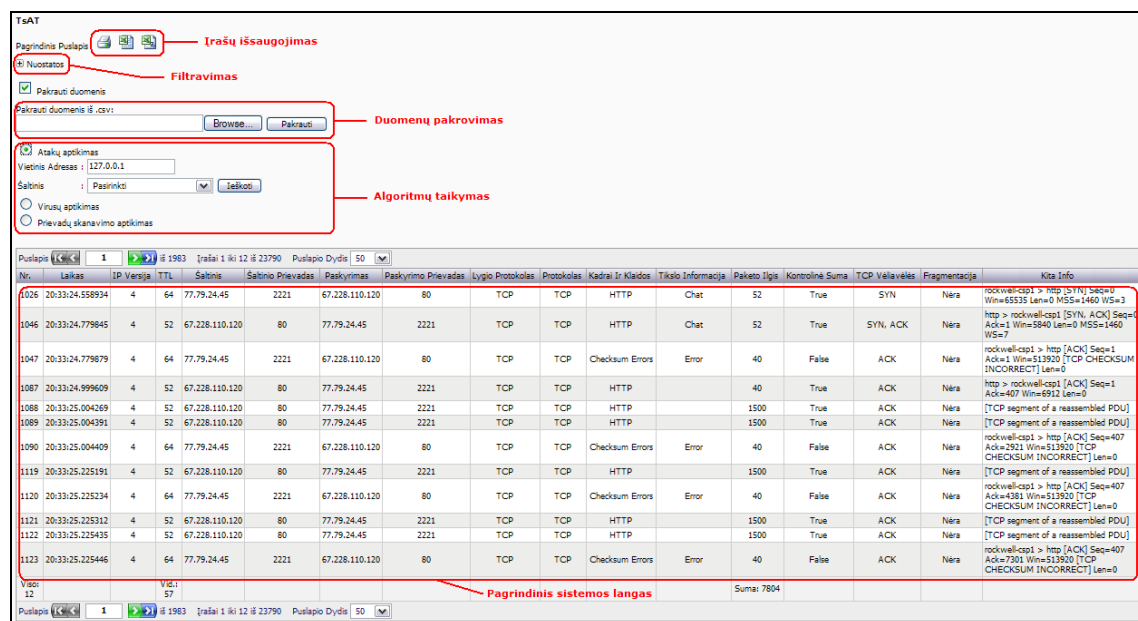 TsAT
Pagrindinis Puslapis
Įrašų išsaugojimas
Nuostatos
Filtravimas
Pakrauti duomenis
Pakrauti duomenis iš .csv:
Browse... Pakrauti
Duomenų pakrovimas
Atakų aptikimas
Vietinis Adresas : 127.0.0.1
Šaltinis : Pasirinkti Ieškoti
Algoritmų taikymas
Virusų aptikimas
Prievadų skanavimo aptikimas
Puslapis 1 iš 1983 Įrašai 1 iki 12 iš 23790 Puslapio Dydis 50
Nr. Laikas IP Versija TTL Šaltinis Šaltinio Prievadas Paskyrimas Paskyrimo Prievadas Lygio Protokolas Protokolas Kadrai Ir Klaidos Tikslo Informacija Paketo Ilgis Kontrolinė Suma TCP Vėliavėlės Fragmentacija Kita Info
1026 20:33:24.558934 4 64 77.79.24.45 2221 67.228.110.120 80 TCP TCP HTTP Chat 52 True SYN Nėra rockwell-csp1 > http [SYN] Seq=0
Win=65535 Len=0 MSS=1460 WS=3
1046 20:33:24.779845 4 52 67.228.110.120 80 77.79.24.45 2221 TCP TCP HTTP Chat 52 True SYN, ACK Nėra http > rockwell-csp1 [SYN, ACK] Seq=0
Ack=1 Win=5840 Len=0 MSS=1460
WS=7
1047 20:33:24.779879 4 64 77.79.24.45 2221 67.228.110.120 80 TCP TCP Checksum Errors Error 40 False ACK Nėra rockwell-csp1 > http [ACK] Seq=1
Ack=1 Win=513920 [TCP CHECKSUM
INCORRECT] Len=0
1087 20:33:24.999609 4 52 67.228.110.120 80 77.79.24.45 2221 TCP TCP HTTP 40 True ACK Nėra http > rockwell-csp1 [ACK] Seq=1
Ack=407 Win=6912 Len=0
1088 20:33:25.004269 4 52 67.228.110.120 80 77.79.24.45 2221 TCP TCP HTTP 1500 True ACK Nėra [TCP segment of a reassembled PDU]
1089 20:33:25.004391 4 52 67.228.110.120 80 77.79.24.45 2221 TCP TCP HTTP 1500 True ACK Nėra [TCP segment of a reassembled PDU]
1090 20:33:25.004409 4 64 77.79.24.45 2221 67.228.110.120 80 TCP TCP Checksum Errors Error 40 False ACK Nėra rockwell-csp1 > http [ACK] Seq=407
Ack=2921 Win=513920 [TCP
CHECKSUM INCORRECT] Len=0
1119 20:33:25.225191 4 52 67.228.110.120 80 77.79.24.45 2221 TCP TCP HTTP 1500 True ACK Nėra [TCP segment of a reassembled PDU]
1120 20:33:25.225234 4 64 77.79.24.45 2221 67.228.110.120 80 TCP TCP Checksum Errors Error 40 False ACK Nėra rockwell-csp1 > http [ACK] Seq=407
Ack=4381 Win=513920 [TCP
CHECKSUM INCORRECT] Len=0
1121 20:33:25.225312 4 52 67.228.110.120 80 77.79.24.45 2221 TCP TCP HTTP 1500 True ACK Nėra [TCP segment of a reassembled PDU]
1122 20:33:25.225435 4 52 67.228.110.120 80 77.79.24.45 2221 TCP TCP HTTP 1500 True ACK Nėra [TCP segment of a reassembled PDU]
1123 20:33:25.225446 4 64 77.79.24.45 2221 67.228.110.120 80 TCP TCP Checksum Errors Error 40 False ACK Nėra rockwell-csp1 > http [ACK] Seq=407
Ack=7301 Win=513920 [TCP
CHECKSUM INCORRECT] Len=0
Viso: Vid.: Suma: 7804
12 57
Pagrindinis sistemos langas
Puslapis 1 iš 1983 Įrašai 1 iki 12 iš 23790 Puslapio Dydis 50